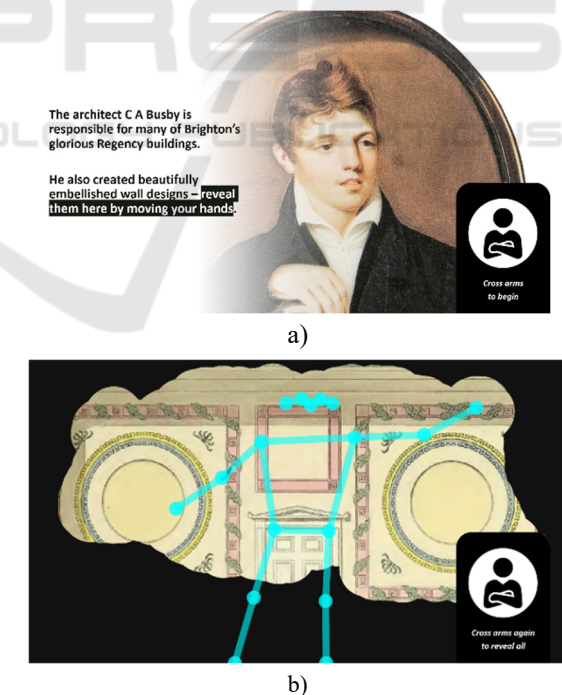 The architect C A Busby is
responsible for many of Brighton's
glorious Regency buildings.
He also created beautifully
embellished wall designs – reveal
them here by moving your hands.
Cross arms
to begin
a)
Cross arms again
to reveal all
b)